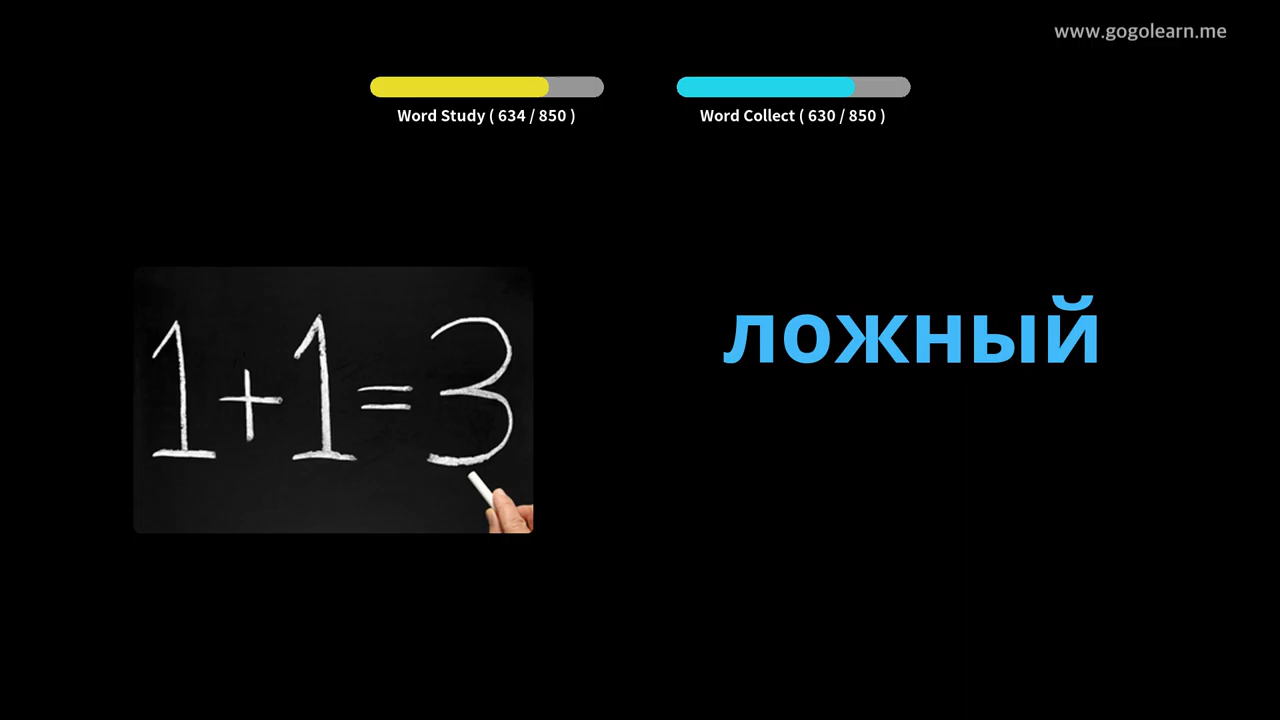 www.gogolearn.me
Word Study ( 634 / 850 )
Word Collect ( 630 / 850 )
1+1=3
ложный